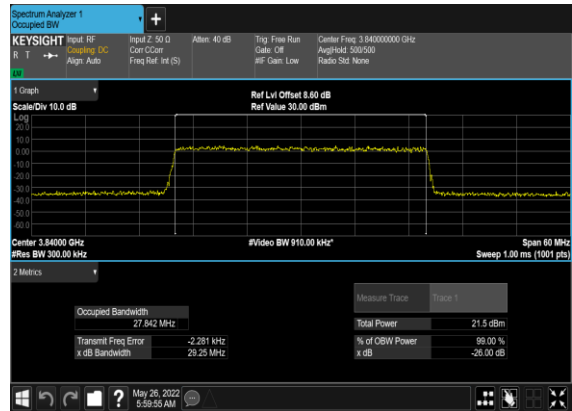 Spectrum Analyzer 1
Occupied BW
+
KEYSIGHT Input: RF Input Z: 50 Ω Atten: 40 dB Trig: Free Run Center Freq: 3.840000000 GHz
R T Coupling: DC Corr CCorr Gate: Off Avg|Hold: 500/500
Align: Auto Freq Ref: Int (S) #IF Gain: Low Radio Std: None
1 Graph
Ref Lvl Offset 8.60 dB
Scale/Div 10.0 dB Ref Value 30.00 dBm
Log
20.0
10.0
0.00
-10.0
-20.0
-30.0
-40.0
-50.0
-60.0
Center 3.84000 GHz #Video BW 910.00 kHz* Span 60 MHz
#Res BW 300.00 kHz Sweep 1.00 ms (1001 pts)
2 Metrics
Measure Trace Trace 1
Occupied Bandwidth
27.842 MHz Total Power 21.5 dBm
Transmit Freq Error -2.281 kHz % of OBW Power 99.00 %
x dB Bandwidth 29.25 MHz x dB -26.00 dB
? May 26, 2022
5:59:55 AM